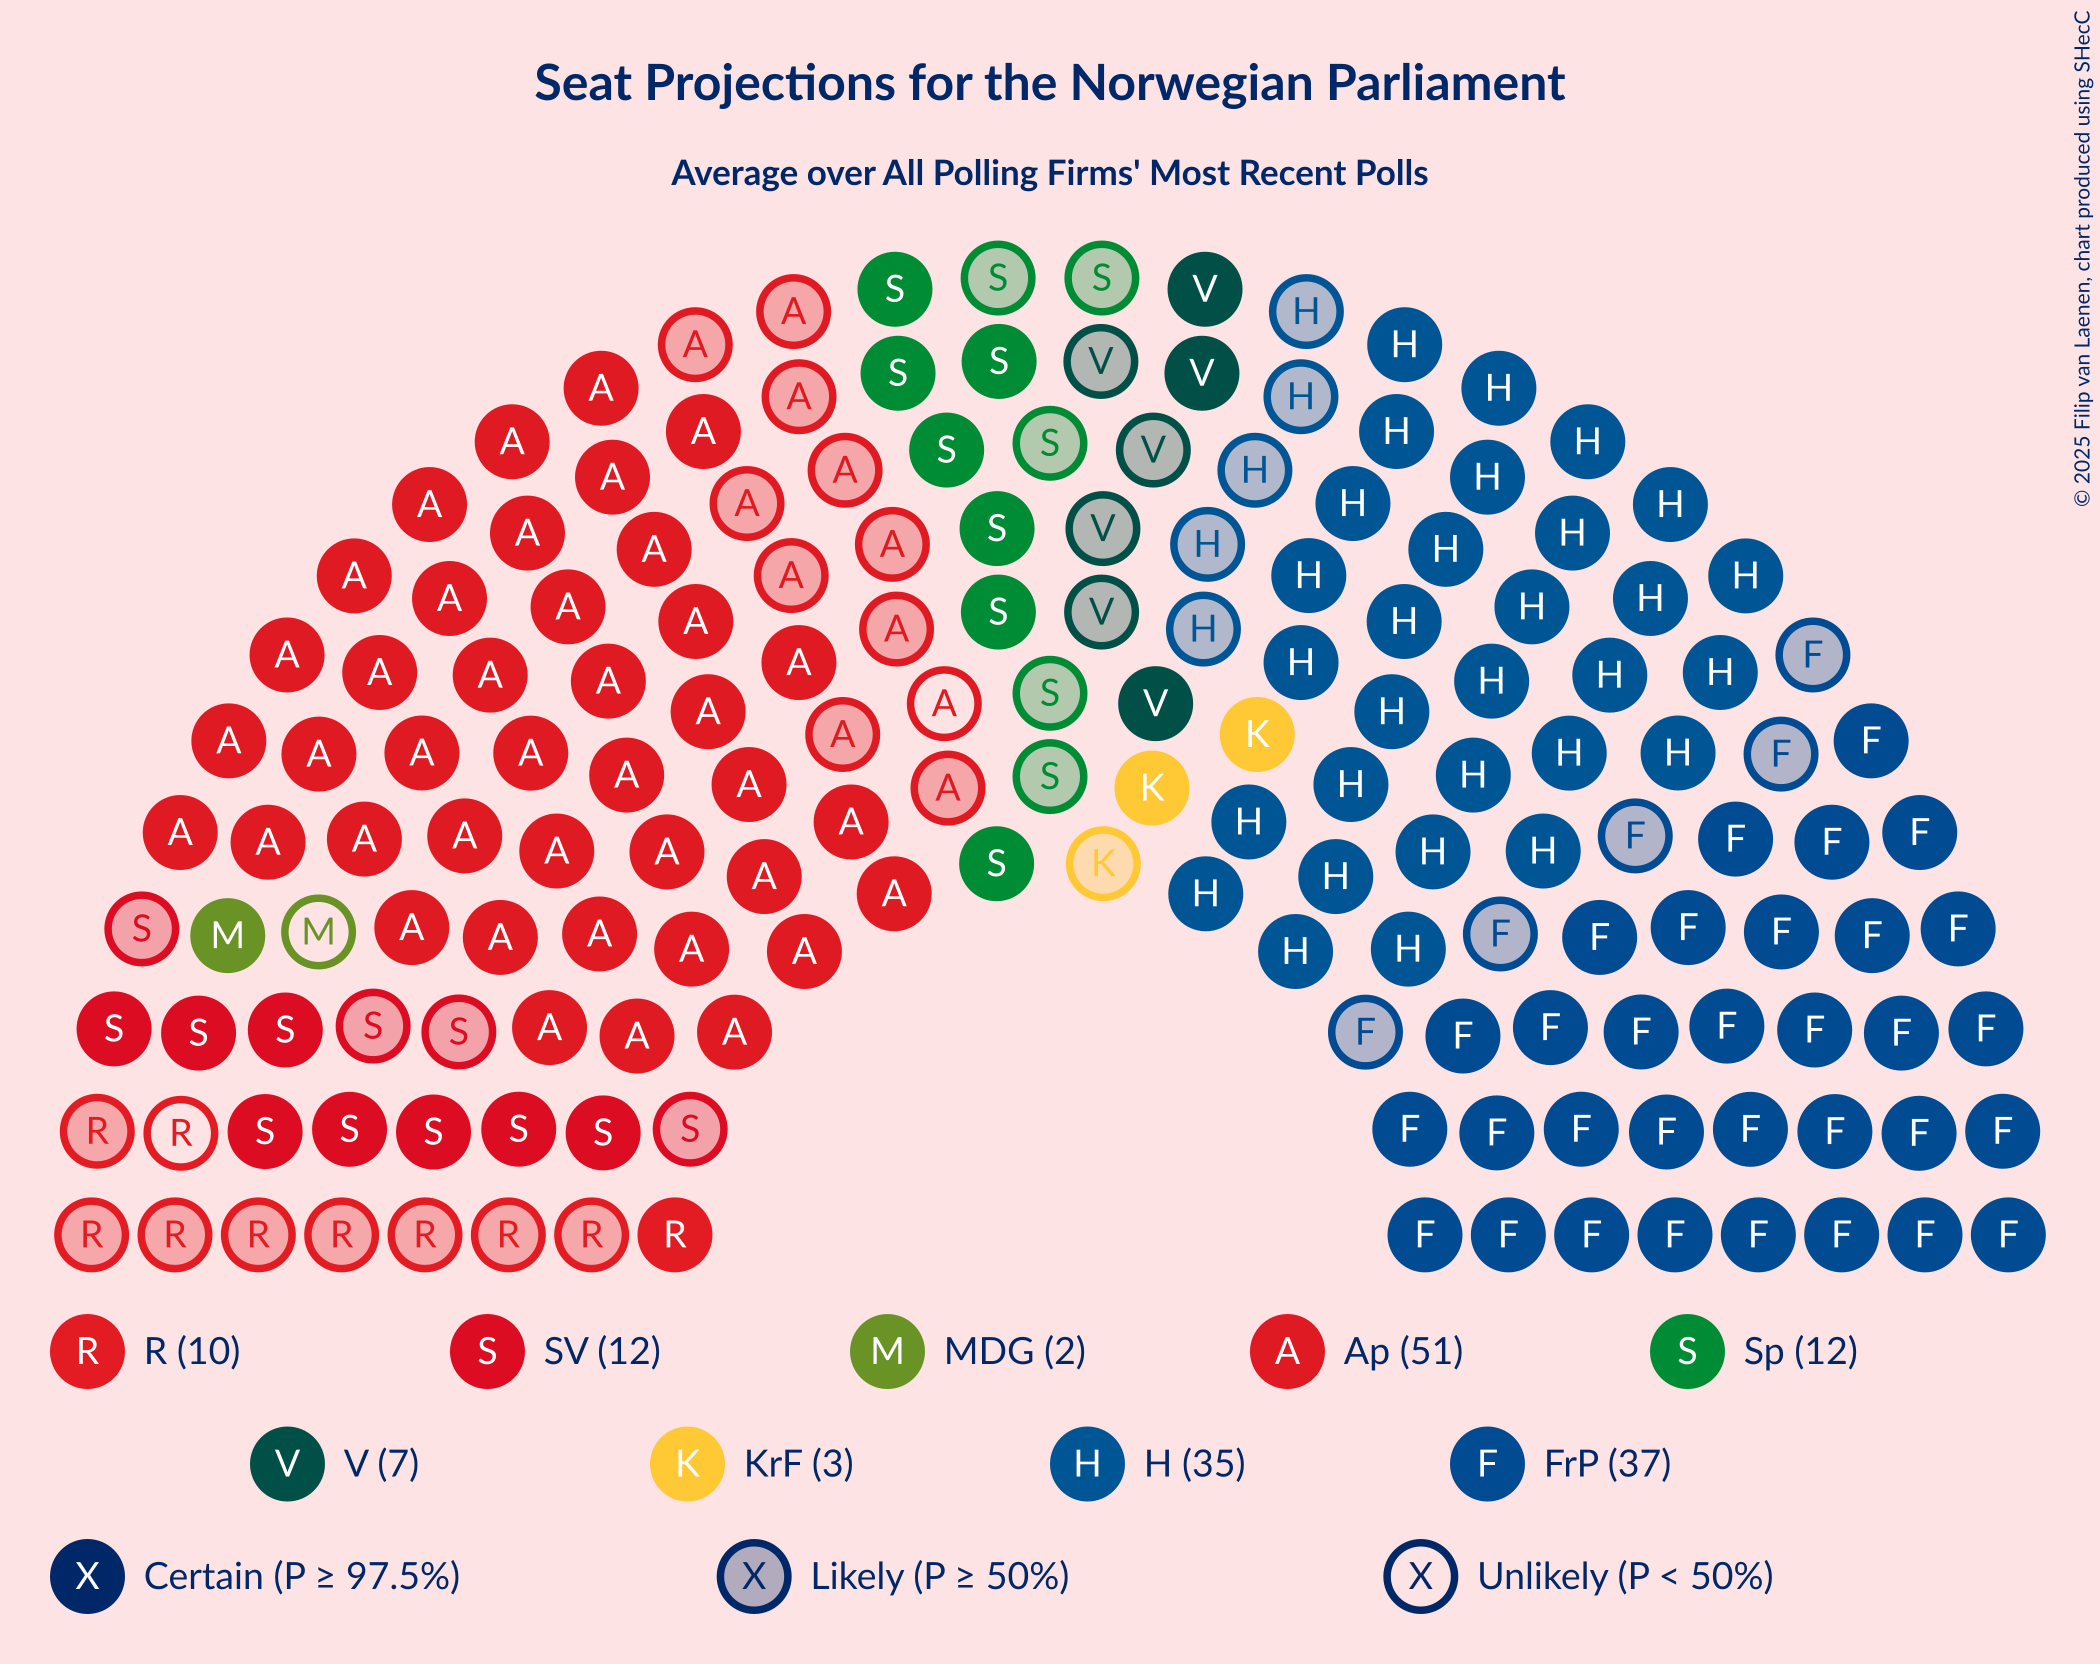 Seat Projections for the Norwegian Parliament
Average over All Polling Firms' Most Recent Polls
© 2025 Filip van Laenen, chart produced using SHecC
S S S V
A A H H
A S S V V H H
A A S S V H H H
A A A A S V H H H H
A A A A A S V H H H H H
A A A A A A S V H H H H H H F
A A A A A A A S V K H H H H H F F
A A A A A A A A S K H H H H F F F F
A A A A A A A A A S K H H H H F F F F
S M M A A A A A A H H H F F F F F F
S S S S S A A A F F F F F F F F
R R S S S S S S F F F F F F F F
R R R R R R R R F F F F F F F F
R R (10) S SV (12) M MDG (2) A Ap (51) S Sp (12)
V V (7) K KrF (3) H H (35) F FrP (37)
X Certain (P ≥ 97.5%) X Likely (P ≥ 50%) X Unlikely (P < 50%)